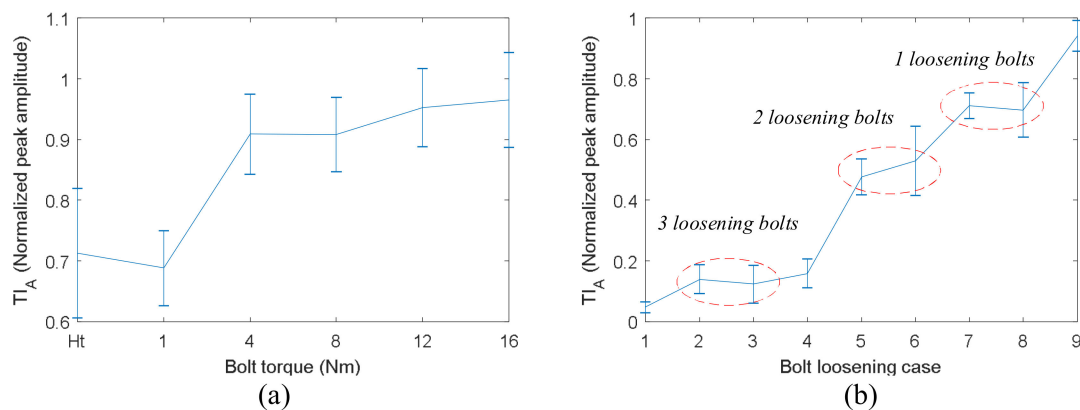 1.1
1
0.9
0.8
0.7
0.6
TI_A (Normalized peak amplitude)
Ht 1 4 8 12 16
Bolt torque (Nm)
(a)
1
0.8
0.6
0.4
0.2
0
TI_A (Normalized peak amplitude)
1 loosening bolts
2 loosening bolts
3 loosening bolts
1 2 3 4 5 6 7 8 9
Bolt loosening case
(b)